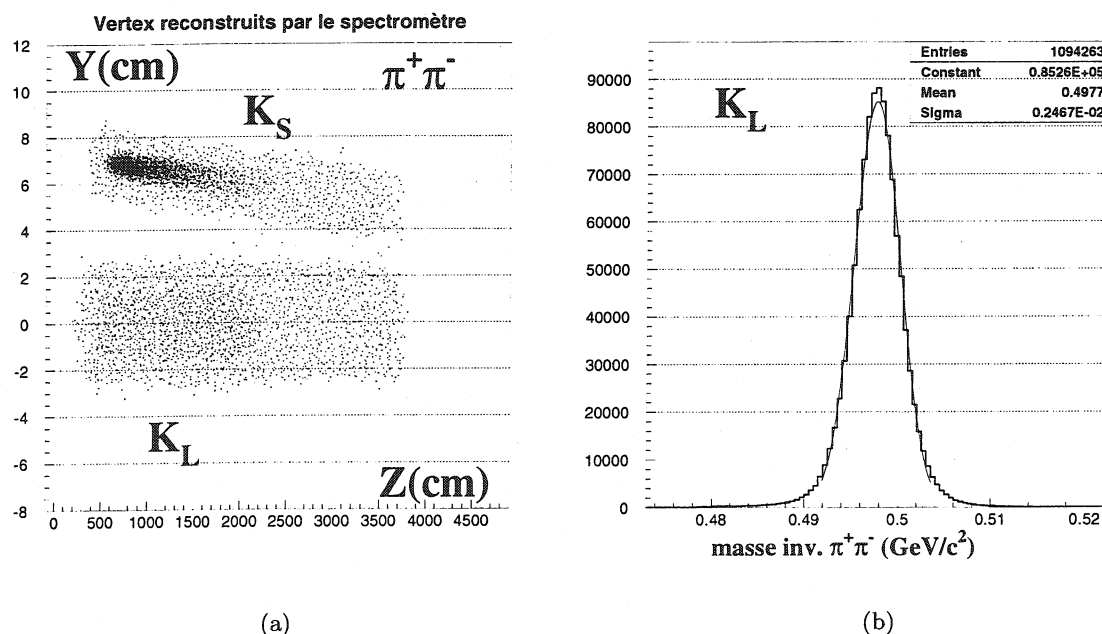 Vertex reconstruits par le spectromètre
Y(cm)
π+π-
K_S
K_L
Z(cm)
12
10
8
6
4
2
0
-2
-4
-6
-8
0 500 1000 1500 2000 2500 3000 3500 4000 4500
(a)
Entries 1094263
Constant 0.8526E+05
Mean 0.4977
Sigma 0.2467E-02
K_L
90000
80000
70000
60000
50000
40000
30000
20000
10000
0
0.48 0.49 0.5 0.51 0.52
masse inv. π+π- (GeV/c²)
(b)